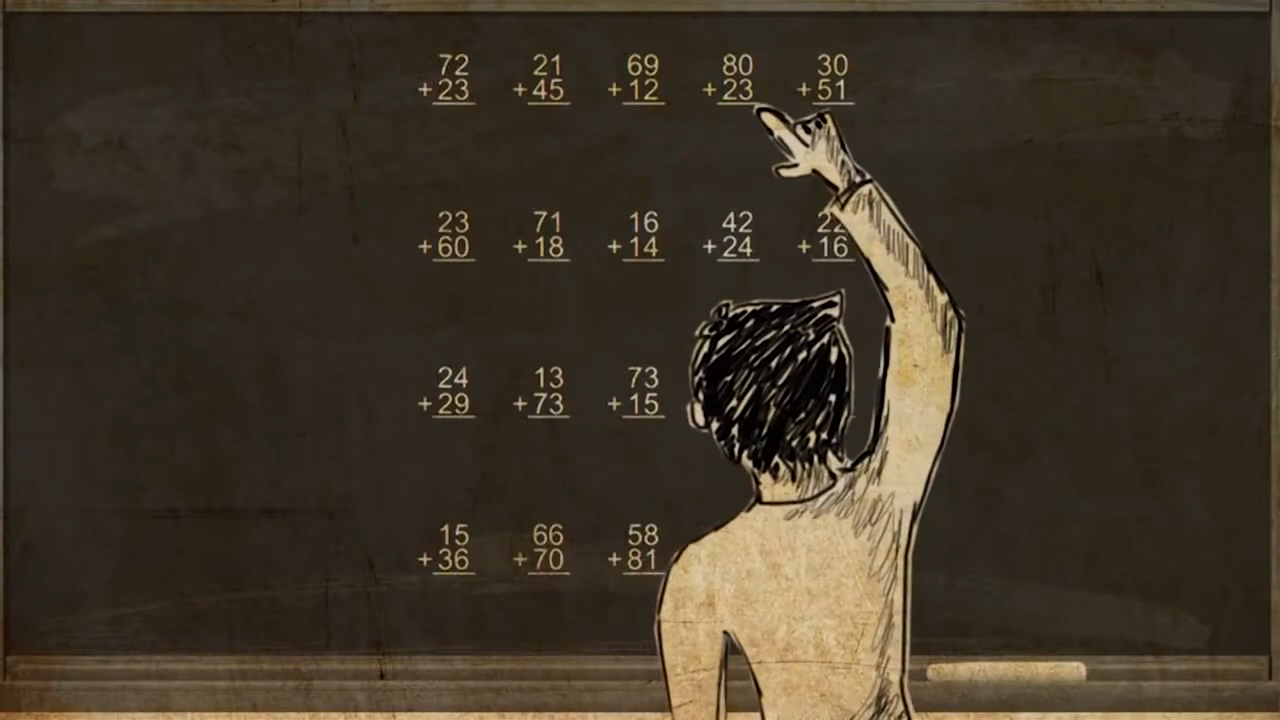 72 21 69 80 30
+23 +45 +12 +23 +51
23 71 16 42 22
+60 +18 +14 +24 +16
24 13 73
+29 +73 +15
15 66 58
+36 +70 +81